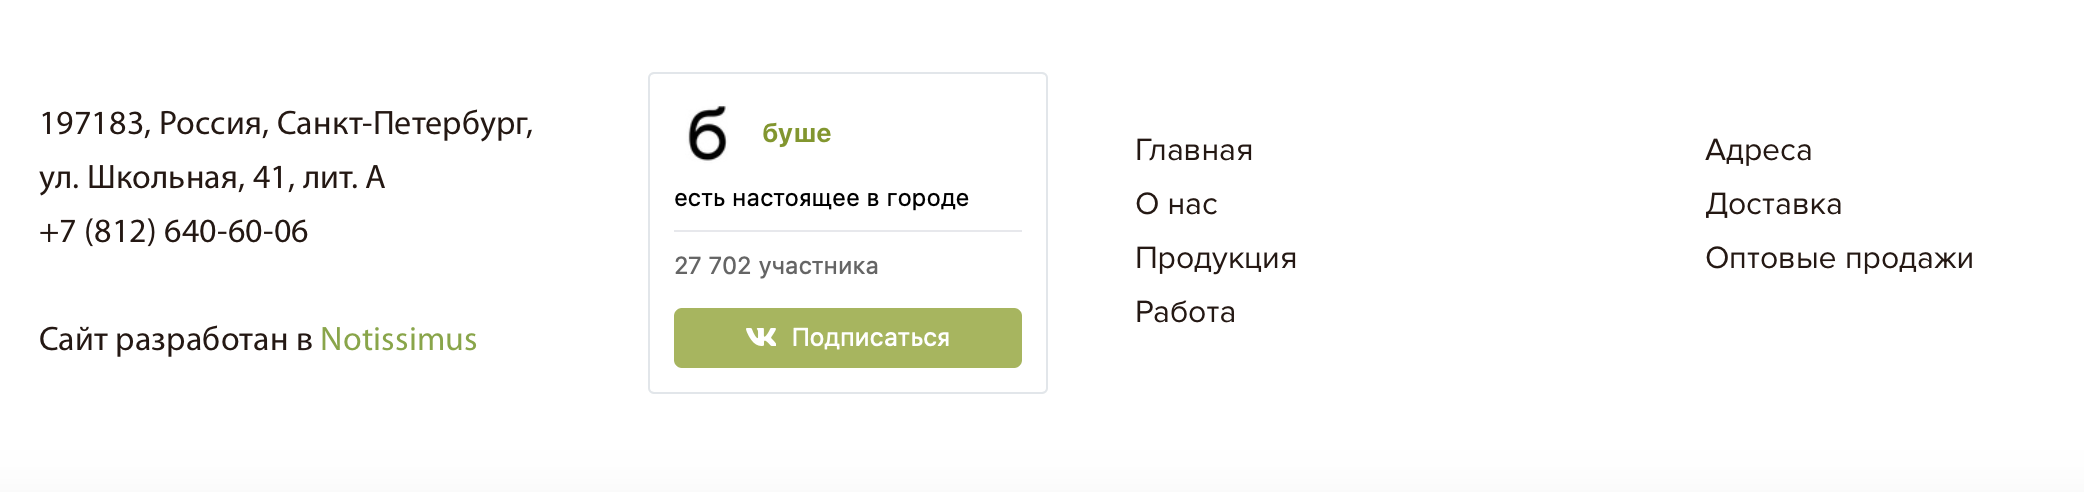 197183, Россия, Санкт-Петербург,
ул. Школьная, 41, лит. А
+7 (812) 640-60-06
Сайт разработан в Notissimus
б
буше
есть настоящее в городе
27 702 участника
Подписаться
Главная
О нас
Продукция
Работа
Адреса
Доставка
Оптовые продажи